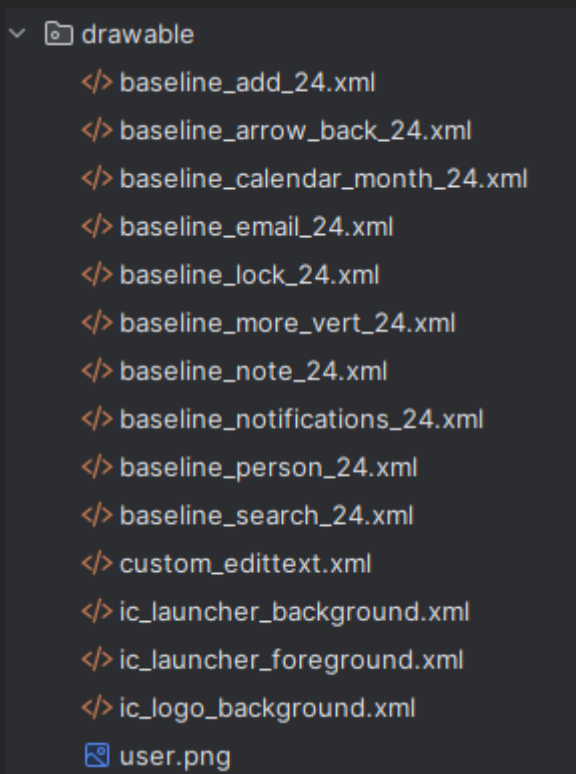 drawable
baseline_add_24.xml
baseline_arrow_back_24.xml
baseline_calendar_month_24.xml
baseline_email_24.xml
baseline_lock_24.xml
baseline_more_vert_24.xml
baseline_note_24.xml
baseline_notifications_24.xml
baseline_person_24.xml
baseline_search_24.xml
custom_edittext.xml
ic_launcher_background.xml
ic_launcher_foreground.xml
ic_logo_background.xml
user.png